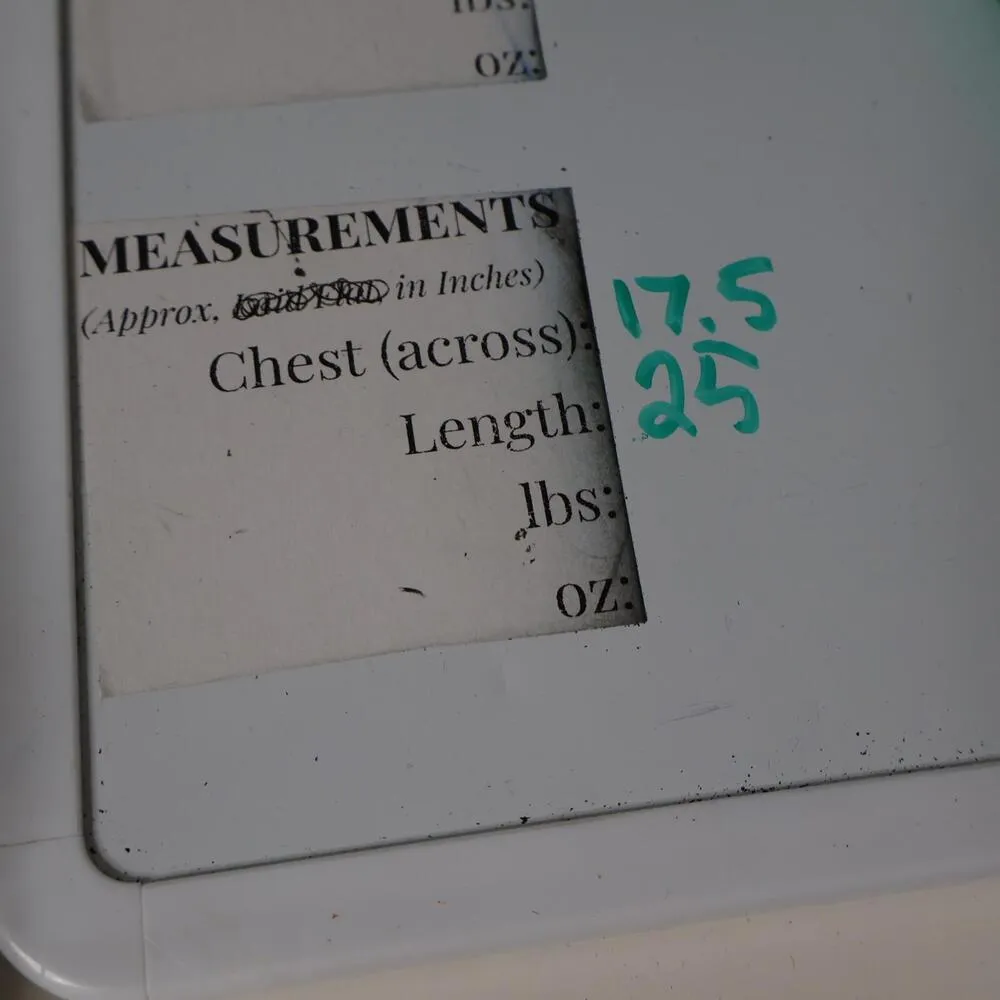 lbs:
oz:
MEASUREMENTS
(Approx, in Inches)
Chest (across): 17.5
Length: 25
lbs:
oz: